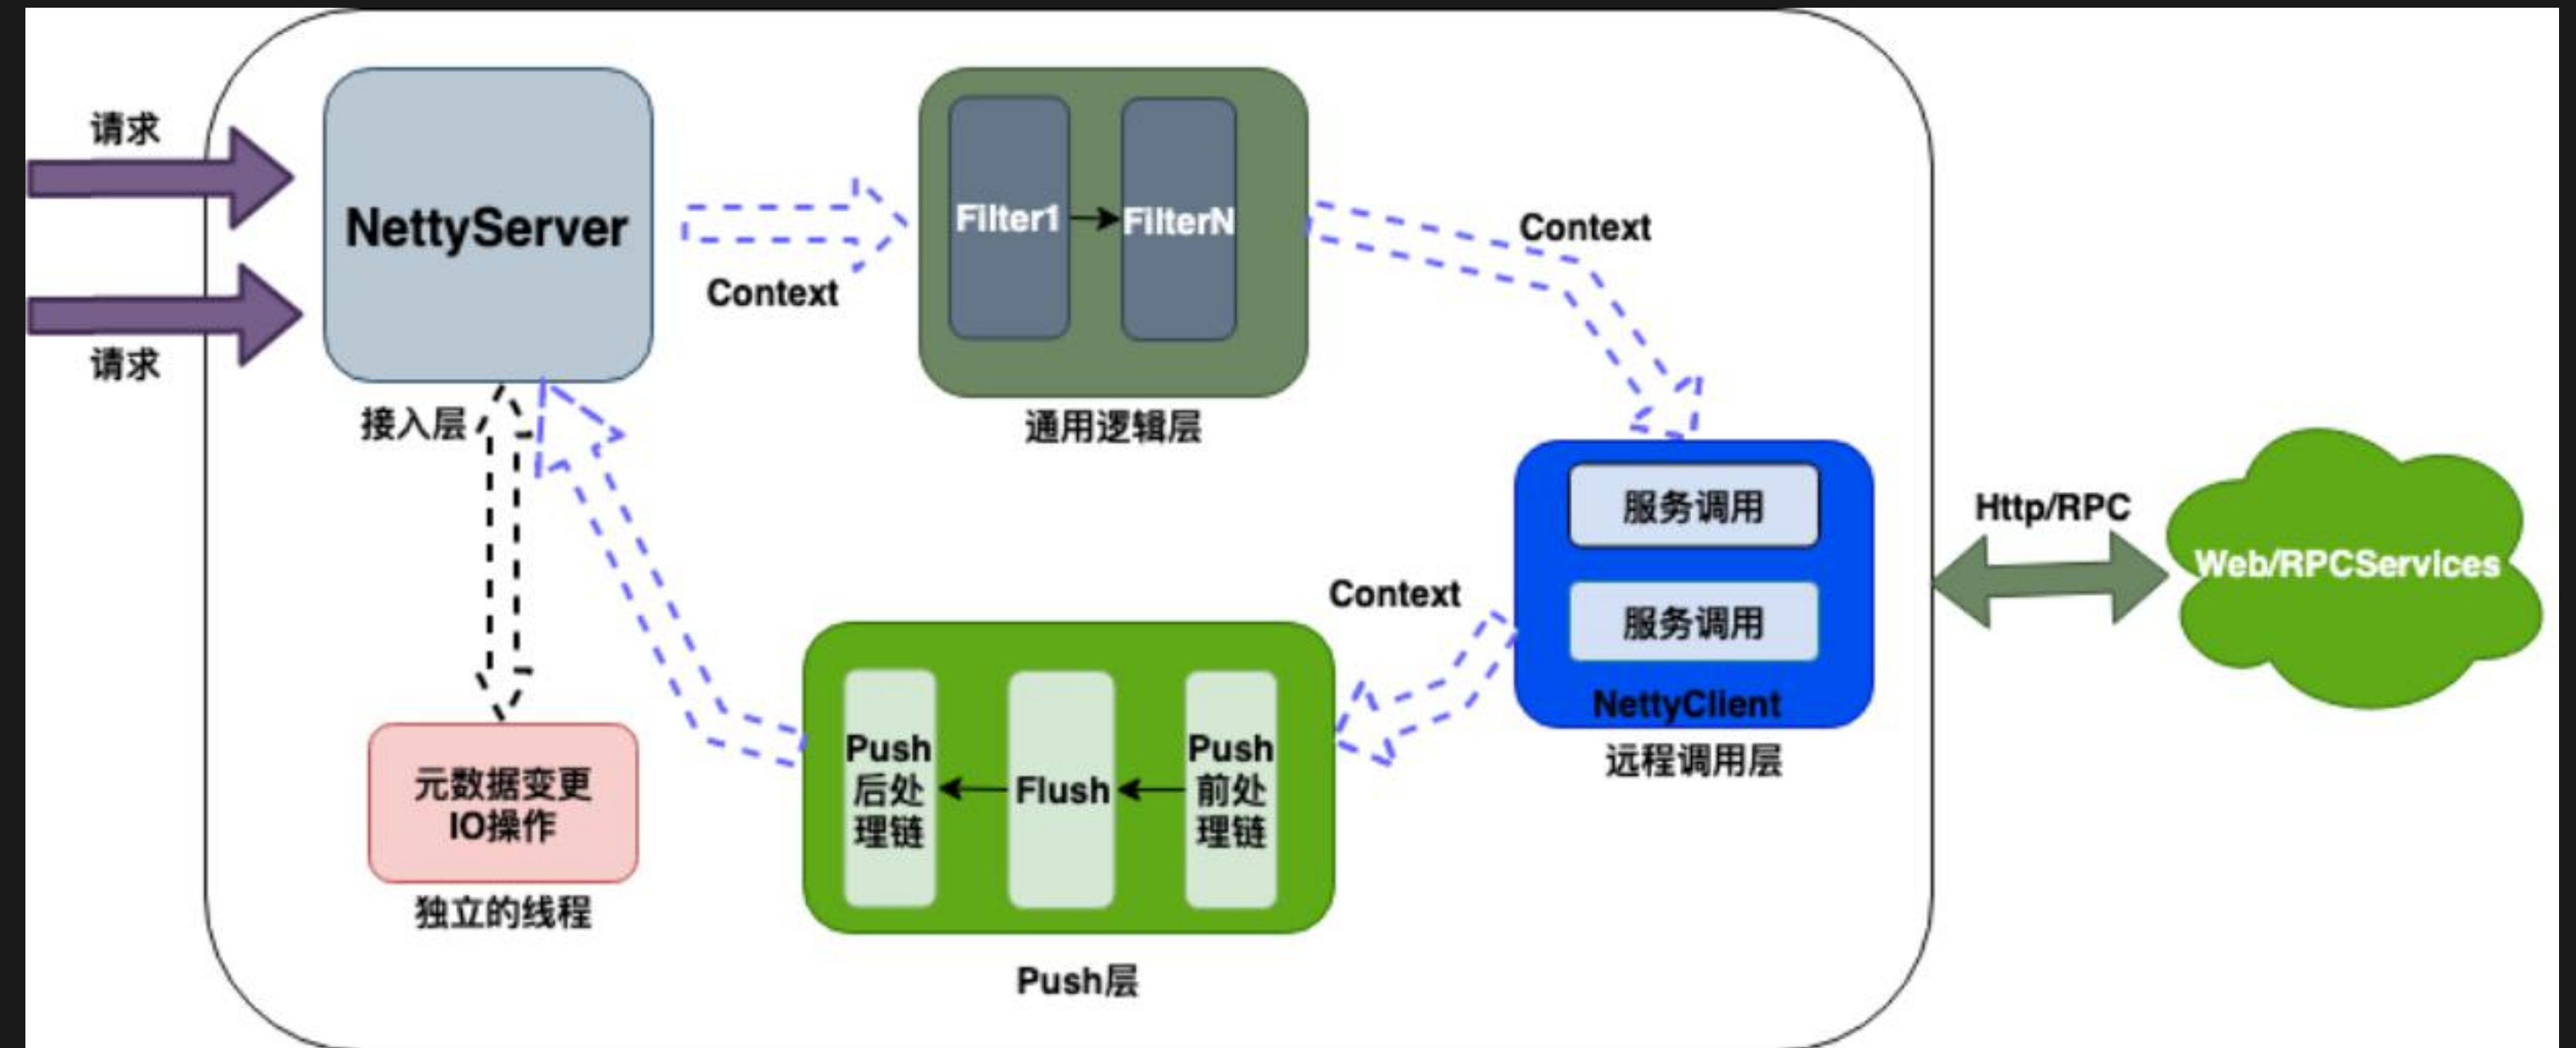 请求
请求
NettyServer
接入层
Context
Filter1
FilterN
通用逻辑层
Context
服务调用
服务调用
NettyClient
远程调用层
Http/RPC
Web/RPCServices
Context
Push
前处
理链
Flush
Push
后处
理链
Push层
元数据变更
IO操作
独立的线程